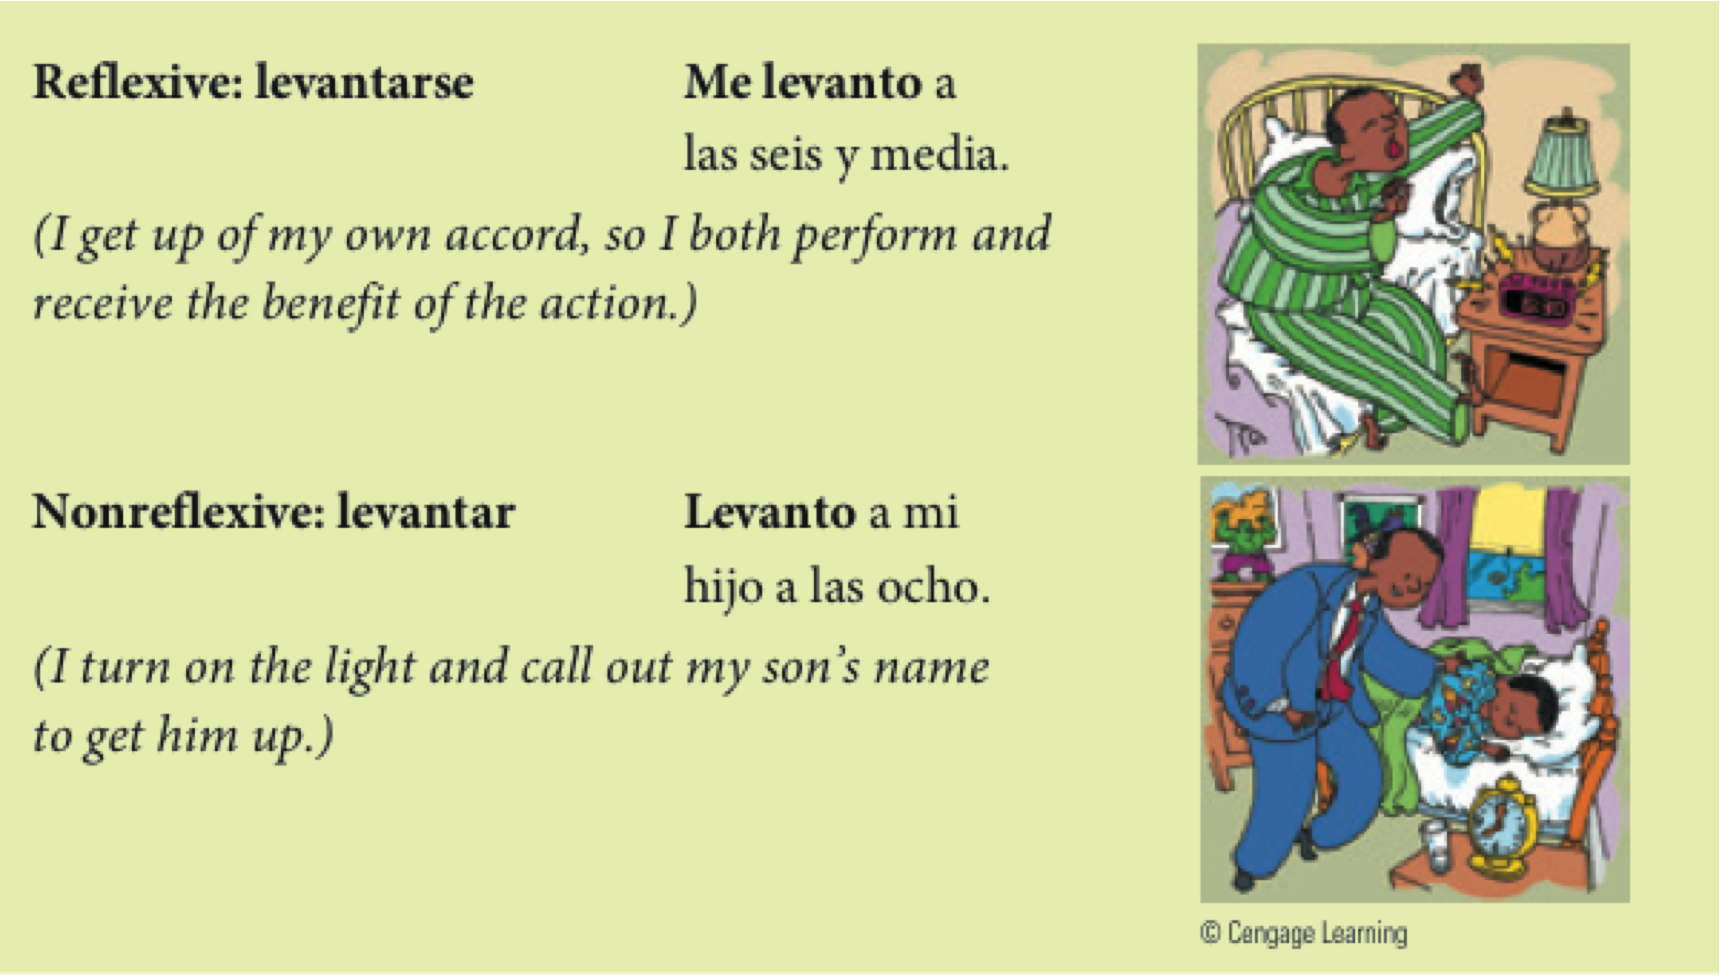 Reflexive: levantarse
Me levanto a
las seis y media.
(I get up of my own accord, so I both perform and
receive the benefit of the action.)
Nonreflexive: levantar
Levanto a mi
hijo a las ocho.
(I turn on the light and call out my son’s name
to get him up.)
© Cengage Learning